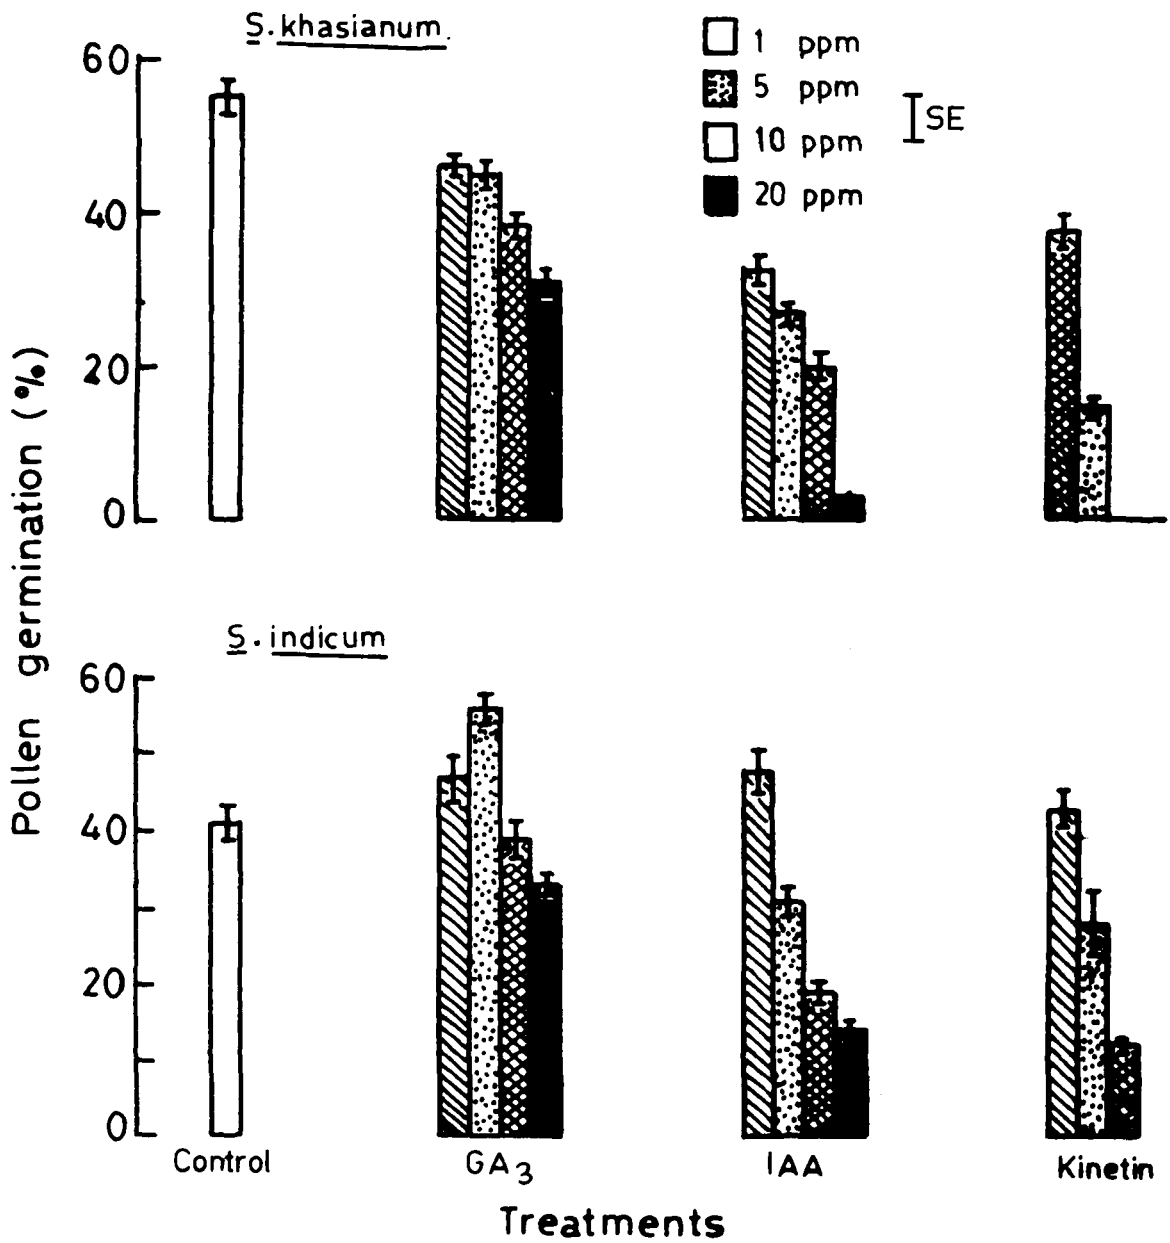 S. khasianum.
1 ppm
5 ppm
10 ppm
20 ppm
SE
60
40
20
0
Pollen germination (%)
S. indicum
60
40
20
0
Control
GA3
IAA
Kinetin
Treatments